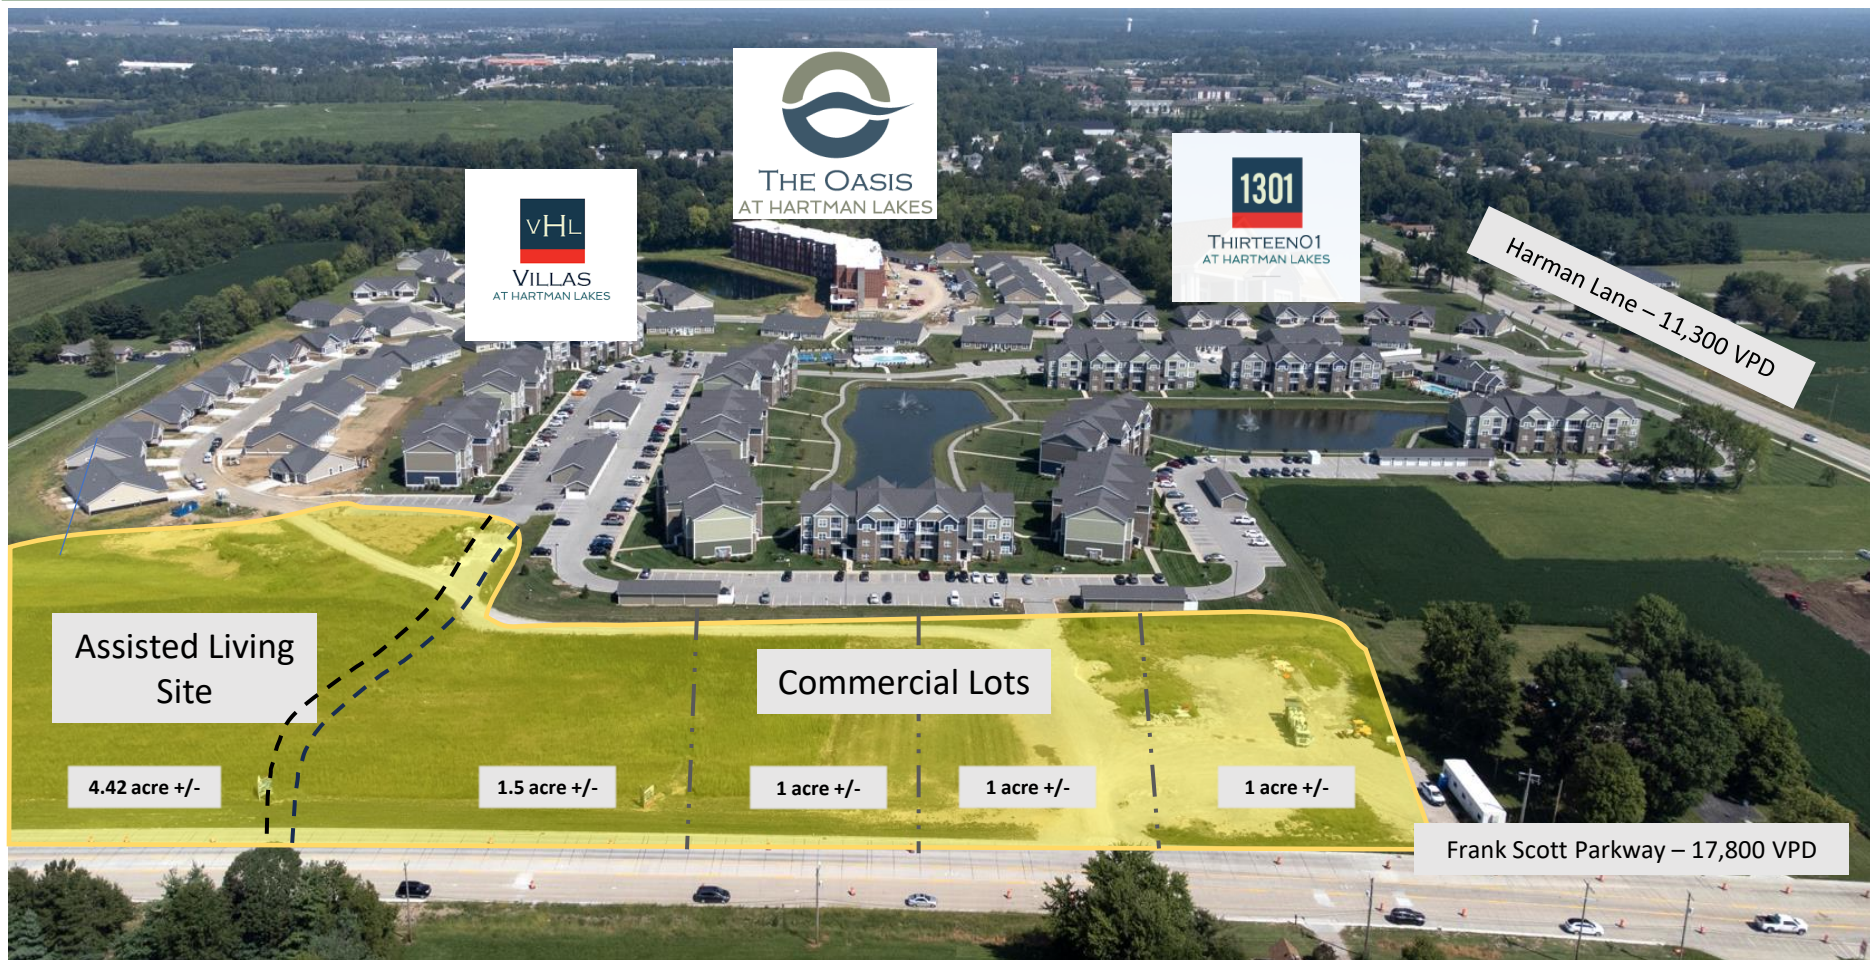 THE OASIS
AT HARTMAN LAKES
VHL
VILLAS
AT HARTMAN LAKES
1301
THIRTEEN01
AT HARTMAN LAKES
Harman Lane – 11,300 VPD
Assisted Living
Site
Commercial Lots
4.42 acre +/-
1.5 acre +/-
1 acre +/-
1 acre +/-
1 acre +/-
Frank Scott Parkway – 17,800 VPD